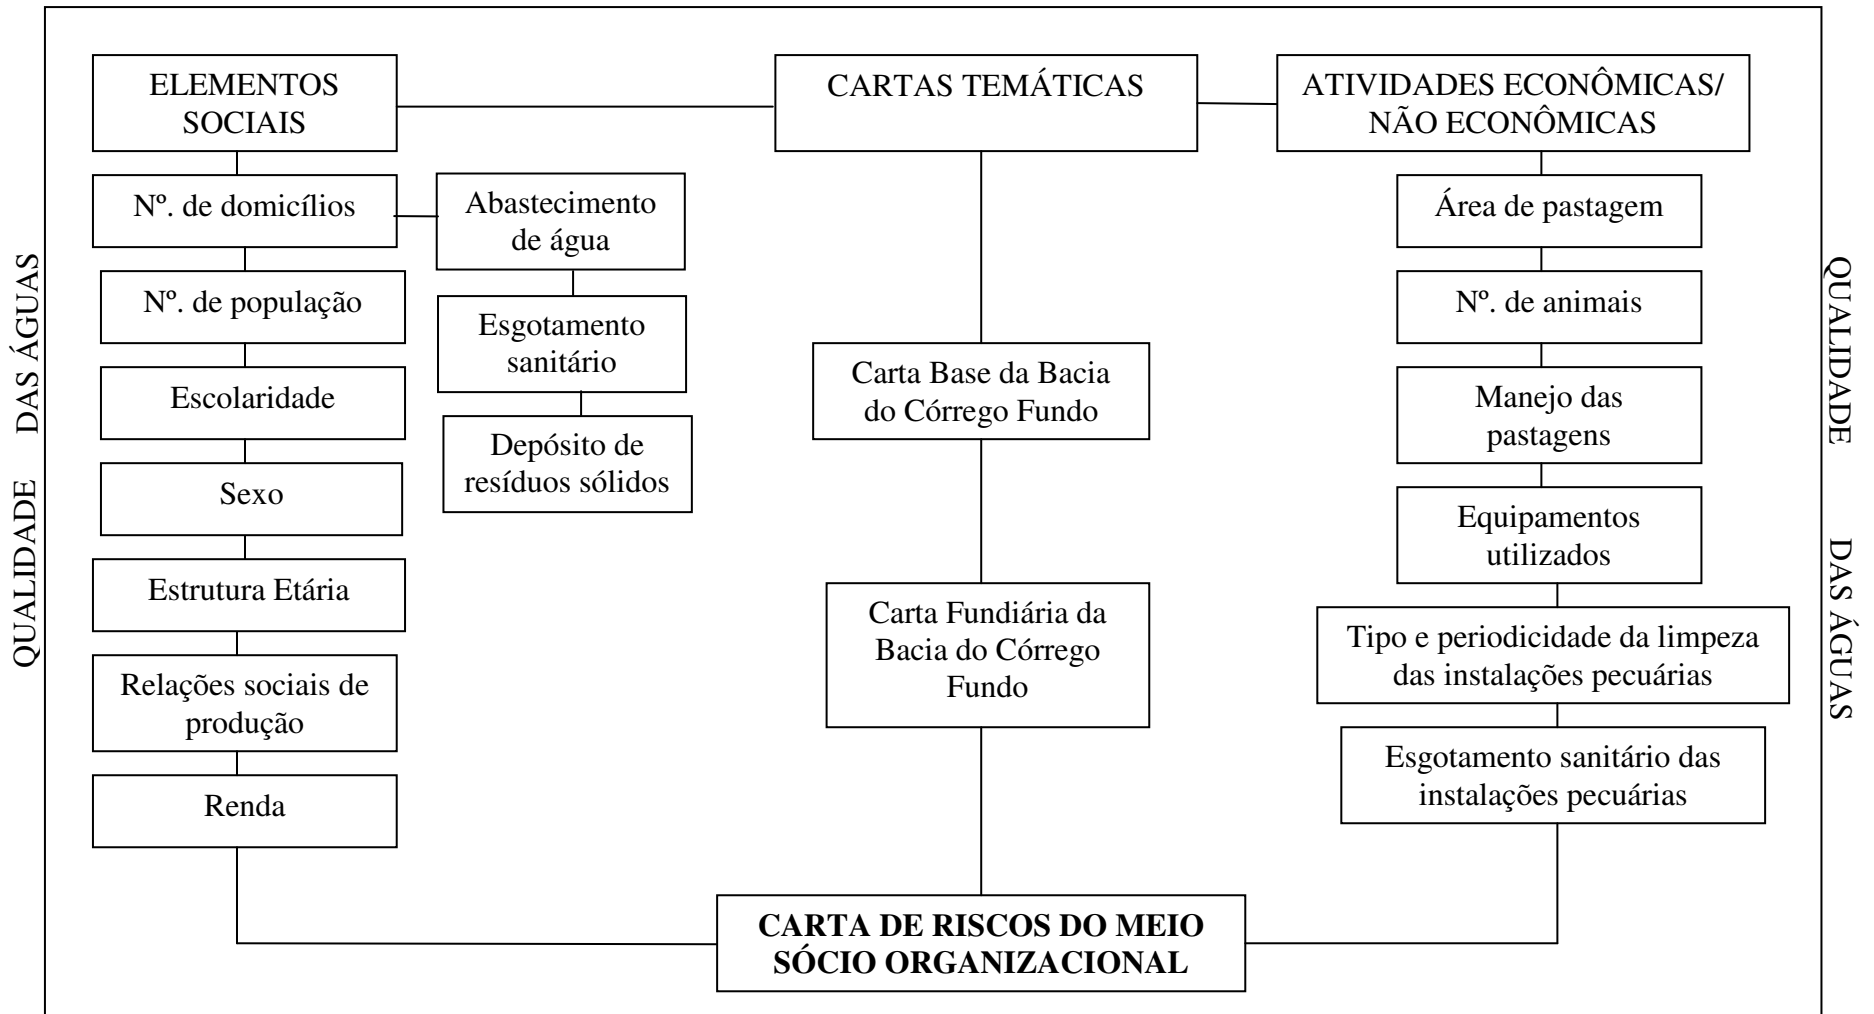 ELEMENTOS
SOCIAIS
CARTAS TEMÁTICAS
ATIVIDADES ECONÔMICAS/
NÃO ECONÔMICAS
Nº. de domicílios
Abastecimento
de água
Nº. de população
Esgotamento
sanitário
Escolaridade
Depósito de
resíduos sólidos
Sexo
Estrutura Etária
Relações sociais de
produção
Renda
Carta Base da Bacia
do Córrego Fundo
Carta Fundiária da
Bacia do Córrego
Fundo
Área de pastagem
Nº. de animais
Manejo das
pastagens
Equipamentos
utilizados
Tipo e periodicidade da limpeza
das instalações pecuárias
Esgotamento sanitário das
instalações pecuárias
CARTA DE RISCOS DO MEIO
SÓCIO ORGANIZACIONAL
QUALIDADE DAS ÁGUAS
QUALIDADE DAS ÁGUAS